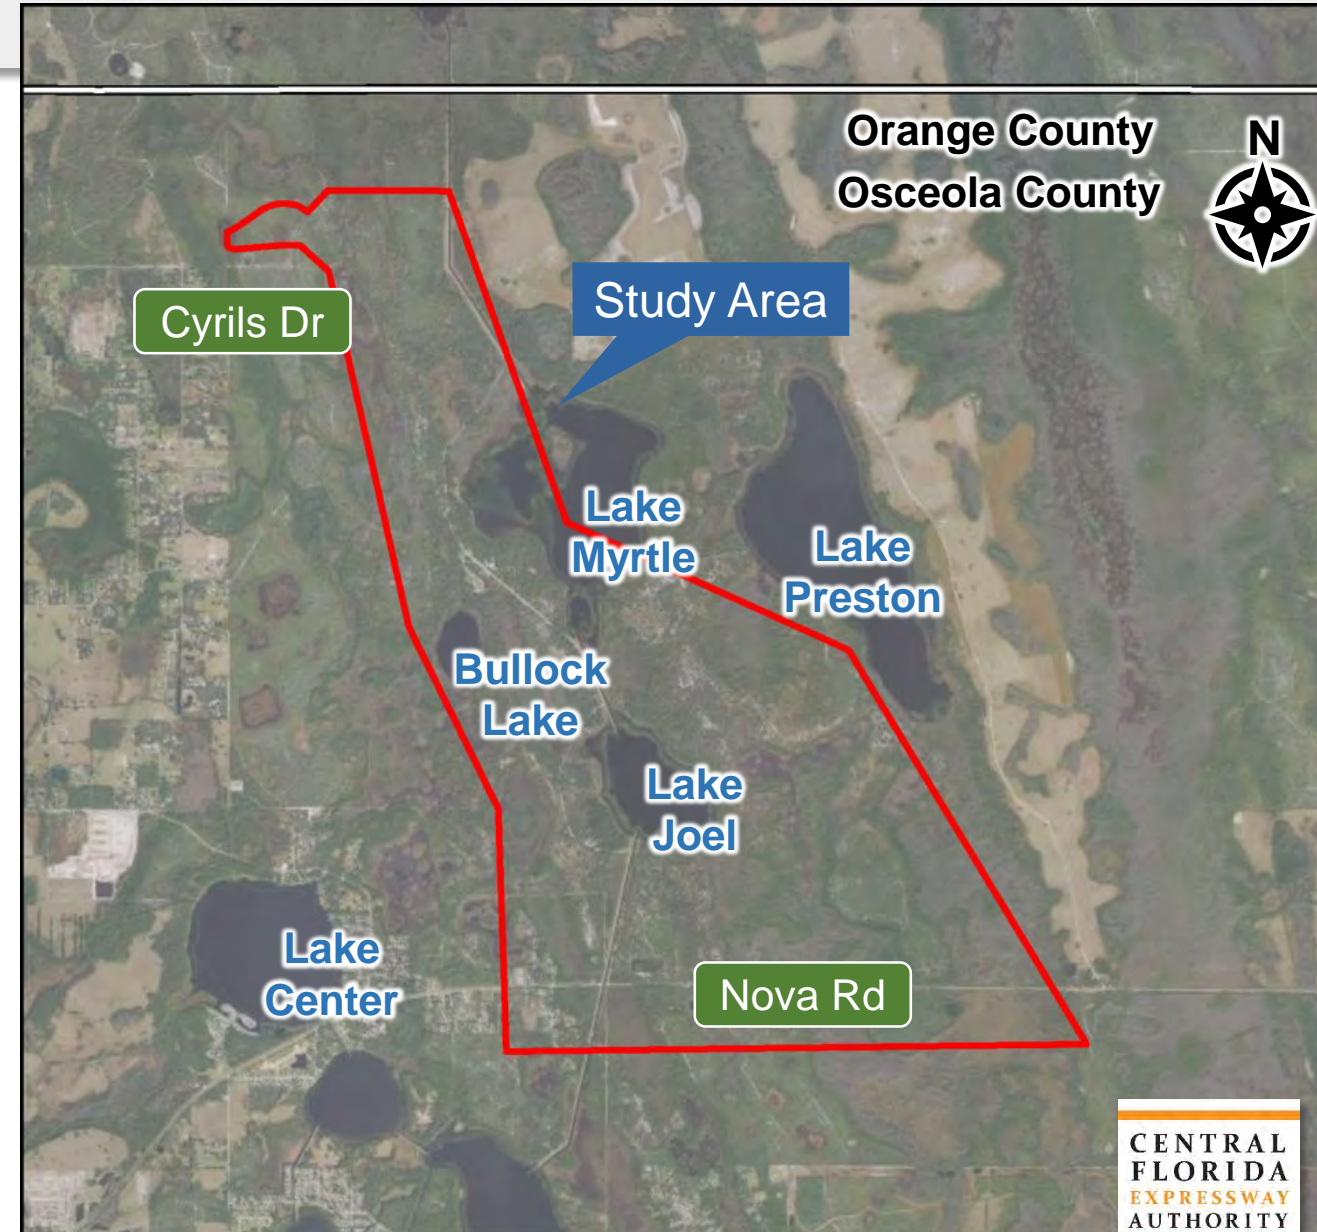 Orange County
N
Osceola County
Study Area
Cyrils Dr
Lake
Myrtle
Lake
Preston
Bullock
Lake
Lake
Joel
Lake
Center
Nova Rd
CENTRAL
FLORIDA
EXPRESSWAY
AUTHORITY